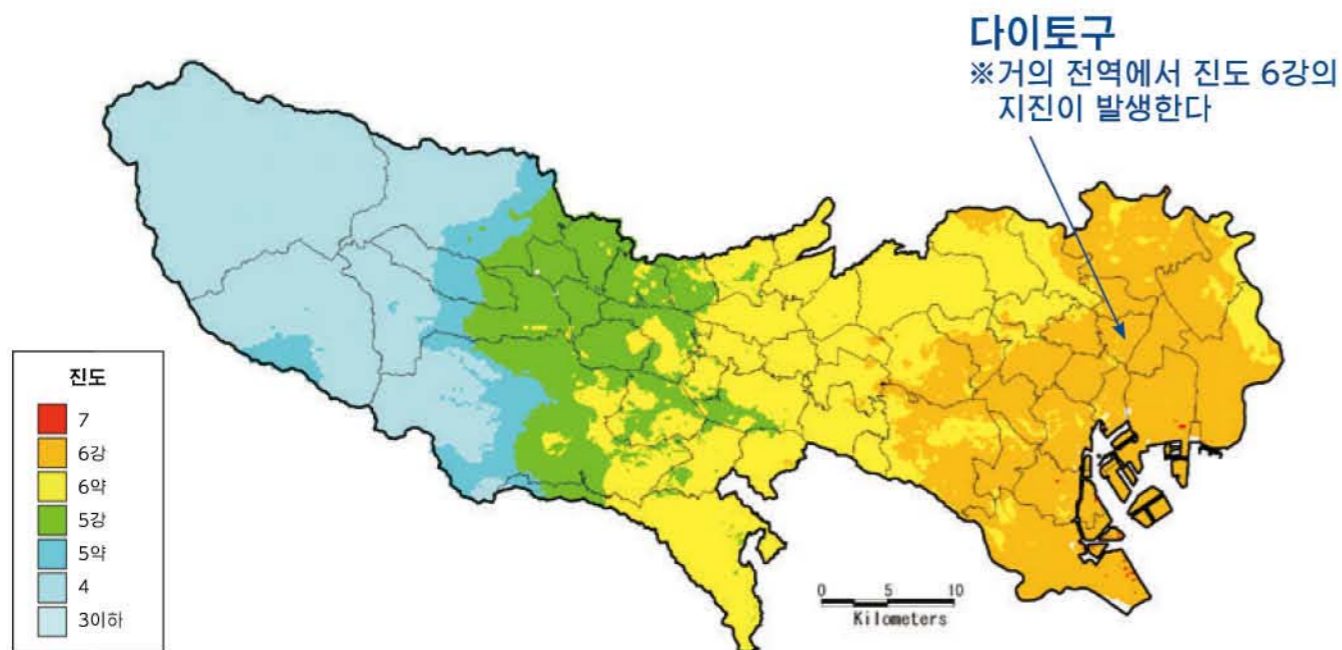 다이토구
※거의 전역에서 진도 6강의
지진이 발생한다
진도
7
6강
6약
5강
5약
4
3이하
0 5 10
Kilometers